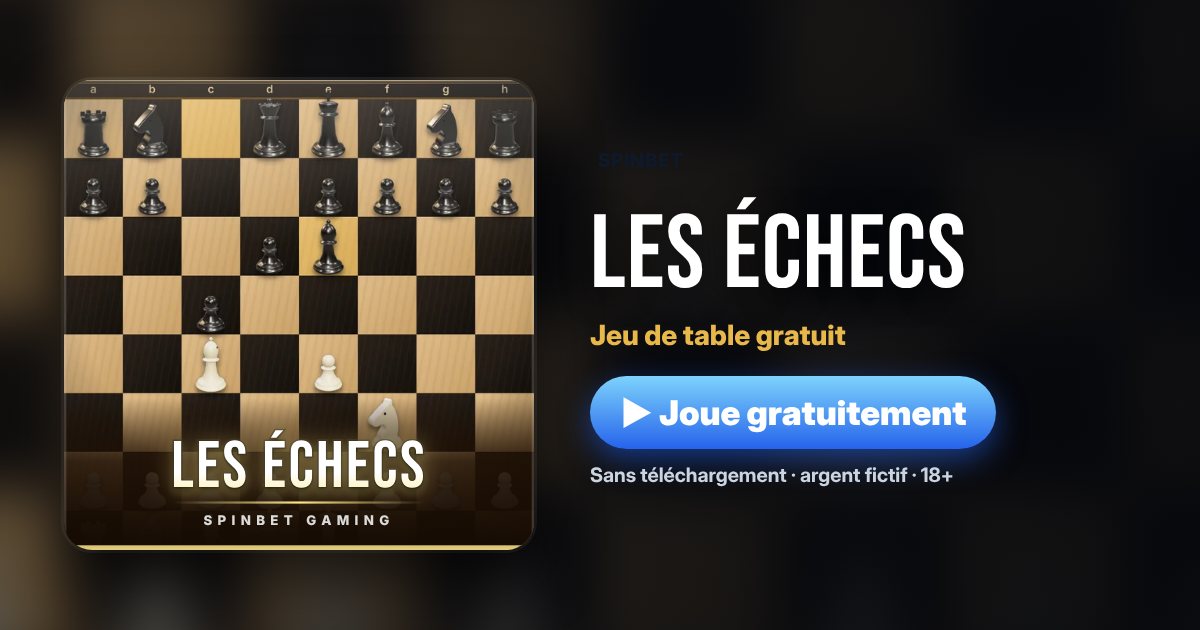 a b c d e f g h
LES ÉCHECS
SPINBET GAMING
SPINBET
LES ÉCHECS
Jeu de table gratuit
▶ Joue gratuitement
Sans téléchargement · argent fictif · 18+